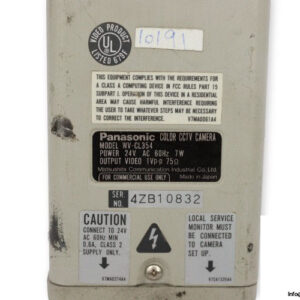 VIDEO PRODUCT
UL
LISTED 67B1
10191
THIS EQUIPMENT COMPLIES WITH THE REQUIREMENTS FOR
A CLASS A COMPUTING DEVICE IN FCC RULES PART 15
SUBPART J. OPERATION OF THIS DEVICE IN A RESIDENTIAL
AREA MAY CAUSE HARMFUL INTERFERENCE REQUIRING
THE USER TO TAKE WHATEVER STEPS MAY BE NECESSARY
TO CORRECT THE INTERFERENCE.
Panasonic COLOR CCTV CAMERA
MODEL WV-CL354
POWER 24V AC 60Hz 7W
OUTPUT VIDEO 1Vp-p 75Ω
Matsushita Communication Industrial Co., Ltd.
FOR COMMERCIAL USE ONLY Made in Japan
SER. NO. 4ZB10832
CAUTION
CONNECT TO 24V
AC 60Hz MIN
0.6A, CLASS 2
SUPPLY ONLY.
LOCAL SERVICE
MONITOR MUST
BE CONNECTED
TO CAMERA
SET UP.